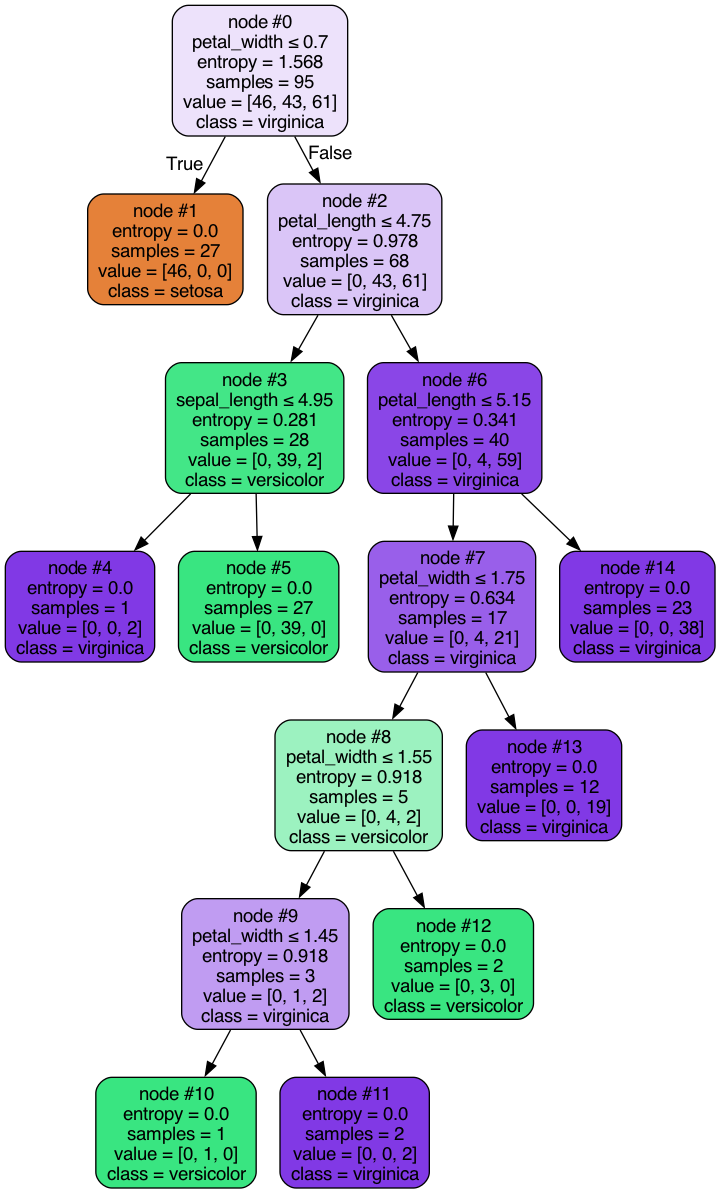 node #0
petal_width ≤ 0.7
entropy = 1.568
samples = 95
value = [46, 43, 61]
class = virginica
True
False
node #1
entropy = 0.0
samples = 27
value = [46, 0, 0]
class = setosa
node #2
petal_length ≤ 4.75
entropy = 0.978
samples = 68
value = [0, 43, 61]
class = virginica
node #3
sepal_length ≤ 4.95
entropy = 0.281
samples = 28
value = [0, 39, 2]
class = versicolor
node #6
petal_length ≤ 5.15
entropy = 0.341
samples = 40
value = [0, 4, 59]
class = virginica
node #4
entropy = 0.0
samples = 1
value = [0, 0, 2]
class = virginica
node #5
entropy = 0.0
samples = 27
value = [0, 39, 0]
class = versicolor
node #7
petal_width ≤ 1.75
entropy = 0.634
samples = 17
value = [0, 4, 21]
class = virginica
node #14
entropy = 0.0
samples = 23
value = [0, 0, 38]
class = virginica
node #8
petal_width ≤ 1.55
entropy = 0.918
samples = 5
value = [0, 4, 2]
class = versicolor
node #13
entropy = 0.0
samples = 12
value = [0, 0, 19]
class = virginica
node #9
petal_width ≤ 1.45
entropy = 0.918
samples = 3
value = [0, 1, 2]
class = virginica
node #12
entropy = 0.0
samples = 2
value = [0, 3, 0]
class = versicolor
node #10
entropy = 0.0
samples = 1
value = [0, 1, 0]
class = versicolor
node #11
entropy = 0.0
samples = 2
value = [0, 0, 2]
class = virginica